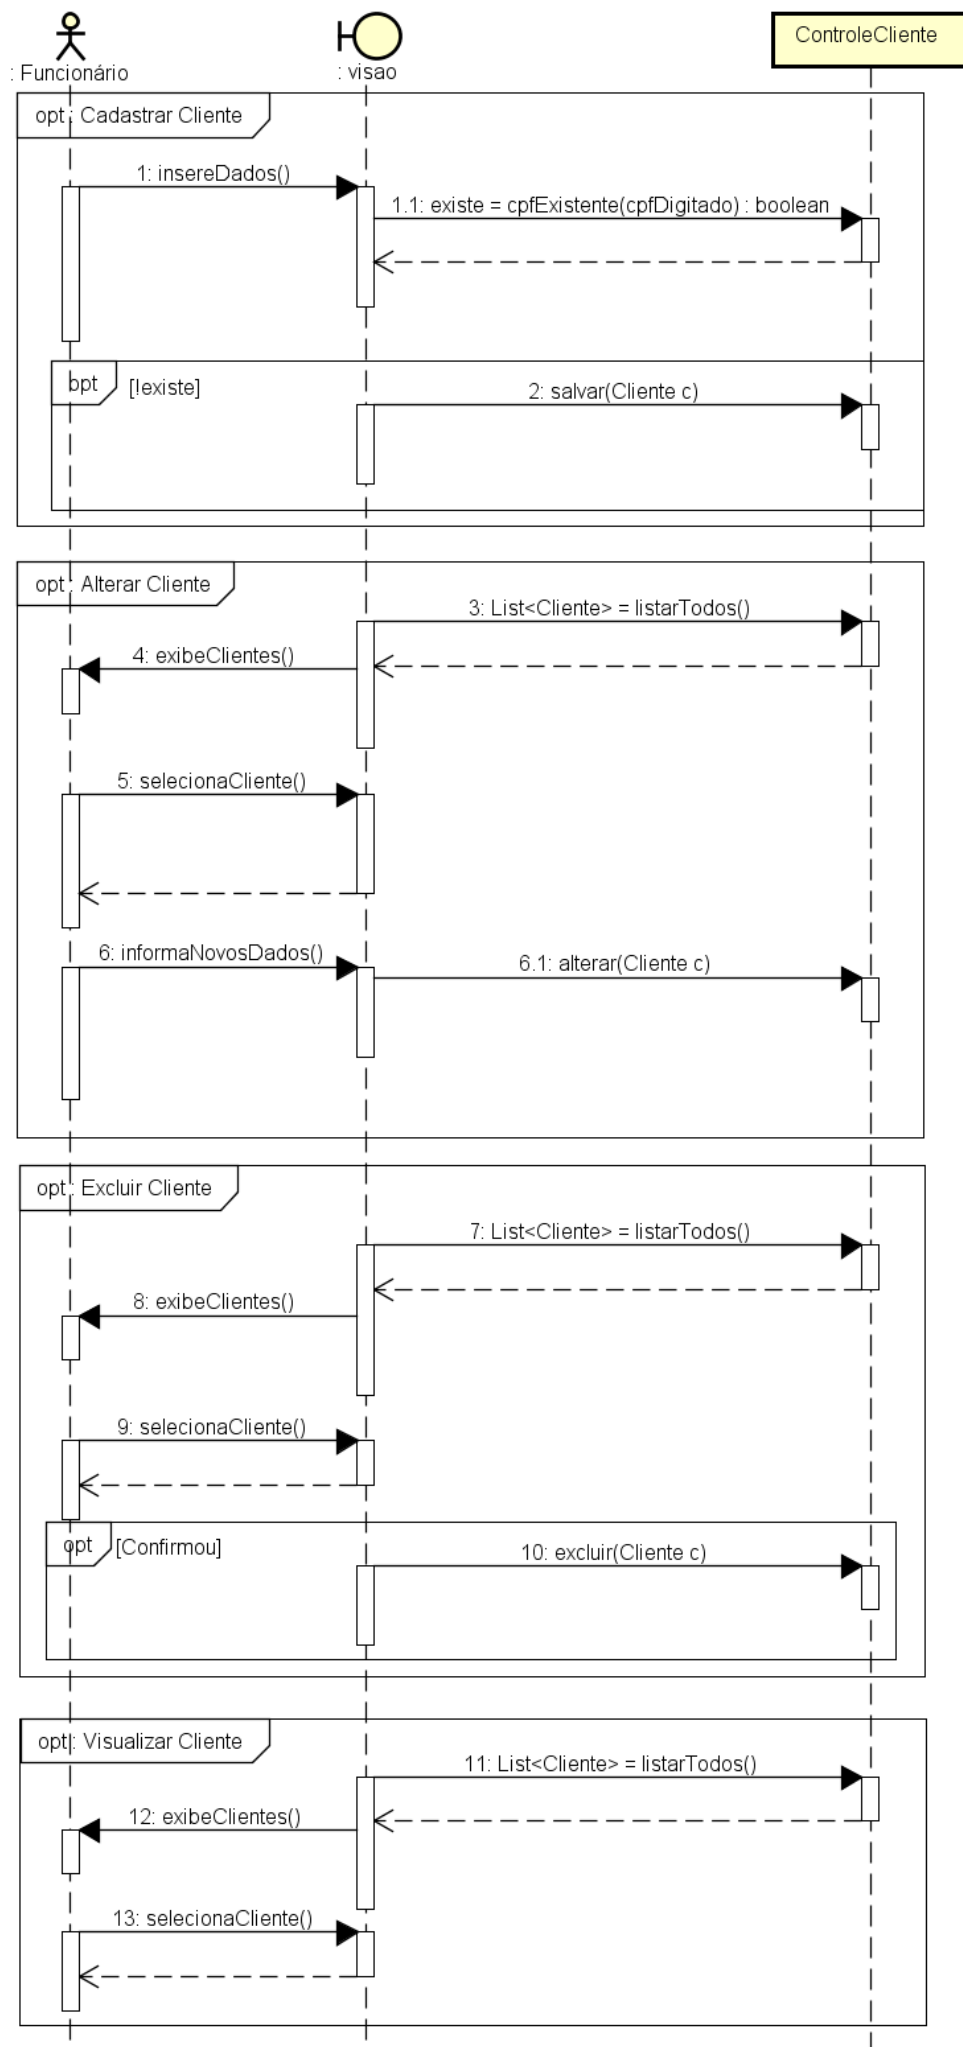 : Funcionário
: visao
ControleCliente
opt : Cadastrar Cliente
1: insereDados()
1.1: existe = cpfExistente(cpfDigitado) : boolean
opt
[!existe]
2: salvar(Cliente c)
opt : Alterar Cliente
3: List<Cliente> = listarTodos()
4: exibeClientes()
5: selecionaCliente()
6: informaNovosDados()
6.1: alterar(Cliente c)
opt : Excluir Cliente
7: List<Cliente> = listarTodos()
8: exibeClientes()
9: selecionaCliente()
opt
[Confirmou]
10: excluir(Cliente c)
opt : Visualizar Cliente
11: List<Cliente> = listarTodos()
12: exibeClientes()
13: selecionaCliente()